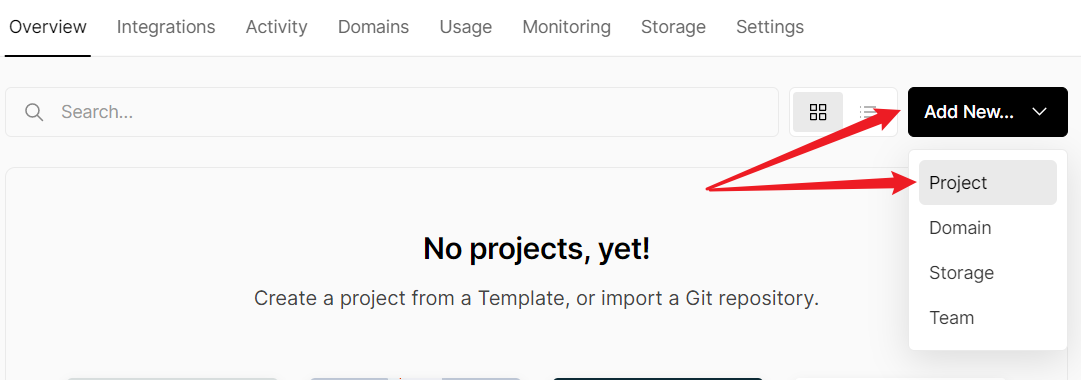 Overview Integrations Activity Domains Usage Monitoring Storage Settings
Search...
Add New...
Project
Domain
Storage
Team
No projects, yet!
Create a project from a Template, or import a Git repository.